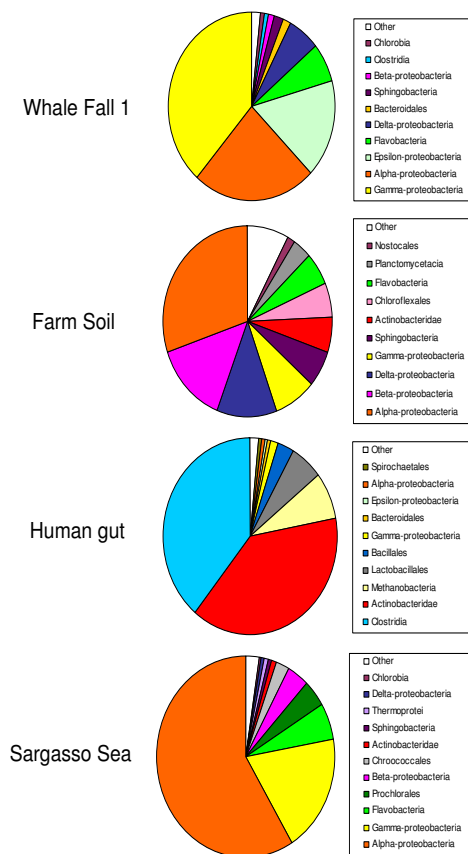 Whale Fall 1
Other
Chlorobia
Clostridia
Beta-proteobacteria
Sphingobacteria
Bacteroidales
Delta-proteobacteria
Flavobacteria
Epsilon-proteobacteria
Alpha-proteobacteria
Gamma-proteobacteria
Farm Soil
Other
Nostocales
Planctomycetacia
Flavobacteria
Chloroflexales
Actinobacteridae
Sphingobacteria
Gamma-proteobacteria
Delta-proteobacteria
Beta-proteobacteria
Alpha-proteobacteria
Human gut
Other
Spirochaetales
Alpha-proteobacteria
Epsilon-proteobacteria
Bacteroidales
Gamma-proteobacteria
Bacillales
Lactobacillales
Methanobacteria
Actinobacteridae
Clostridia
Sargasso Sea
Other
Chlorobia
Delta-proteobacteria
Thermoprotei
Sphingobacteria
Actinobacteridae
Chroococcales
Beta-proteobacteria
Prochlorales
Flavobacteria
Gamma-proteobacteria
Alpha-proteobacteria